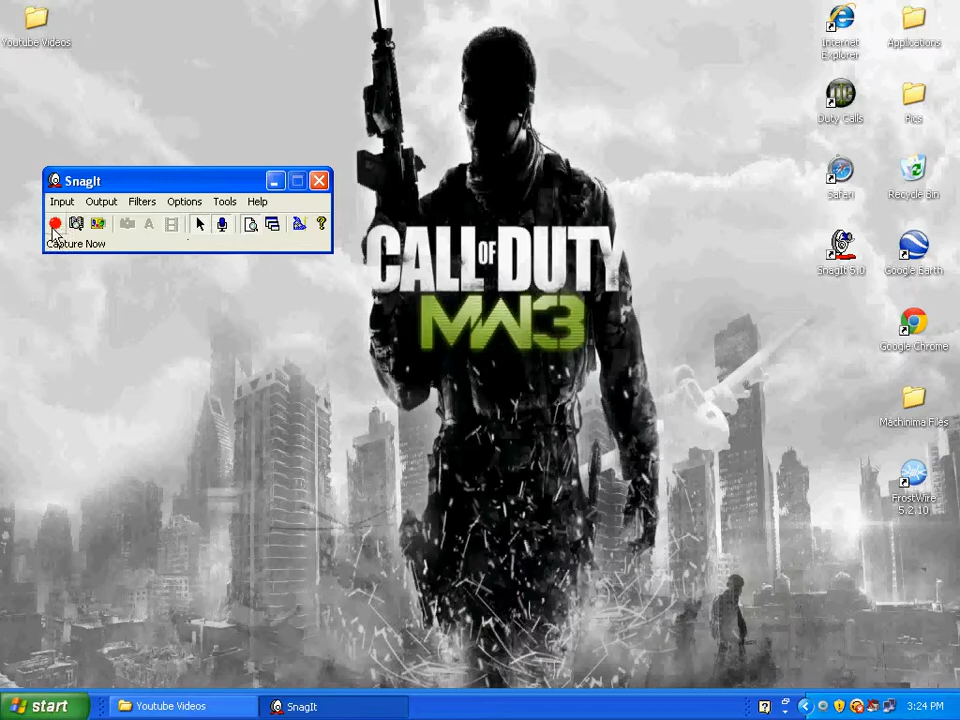 Youtube Videos
Internet Explorer
Applications
Duty Calls
Pics
SnagIt
Input Output Filters Options Tools Help
Capture Now
Safari
Recycle Bin
CALL OF DUTY
MW3
SnagIt 5.0
Google Earth
Google Chrome
Machinima Files
FrostWire 5.2.10
start
Youtube Videos
SnagIt
3:24 PM